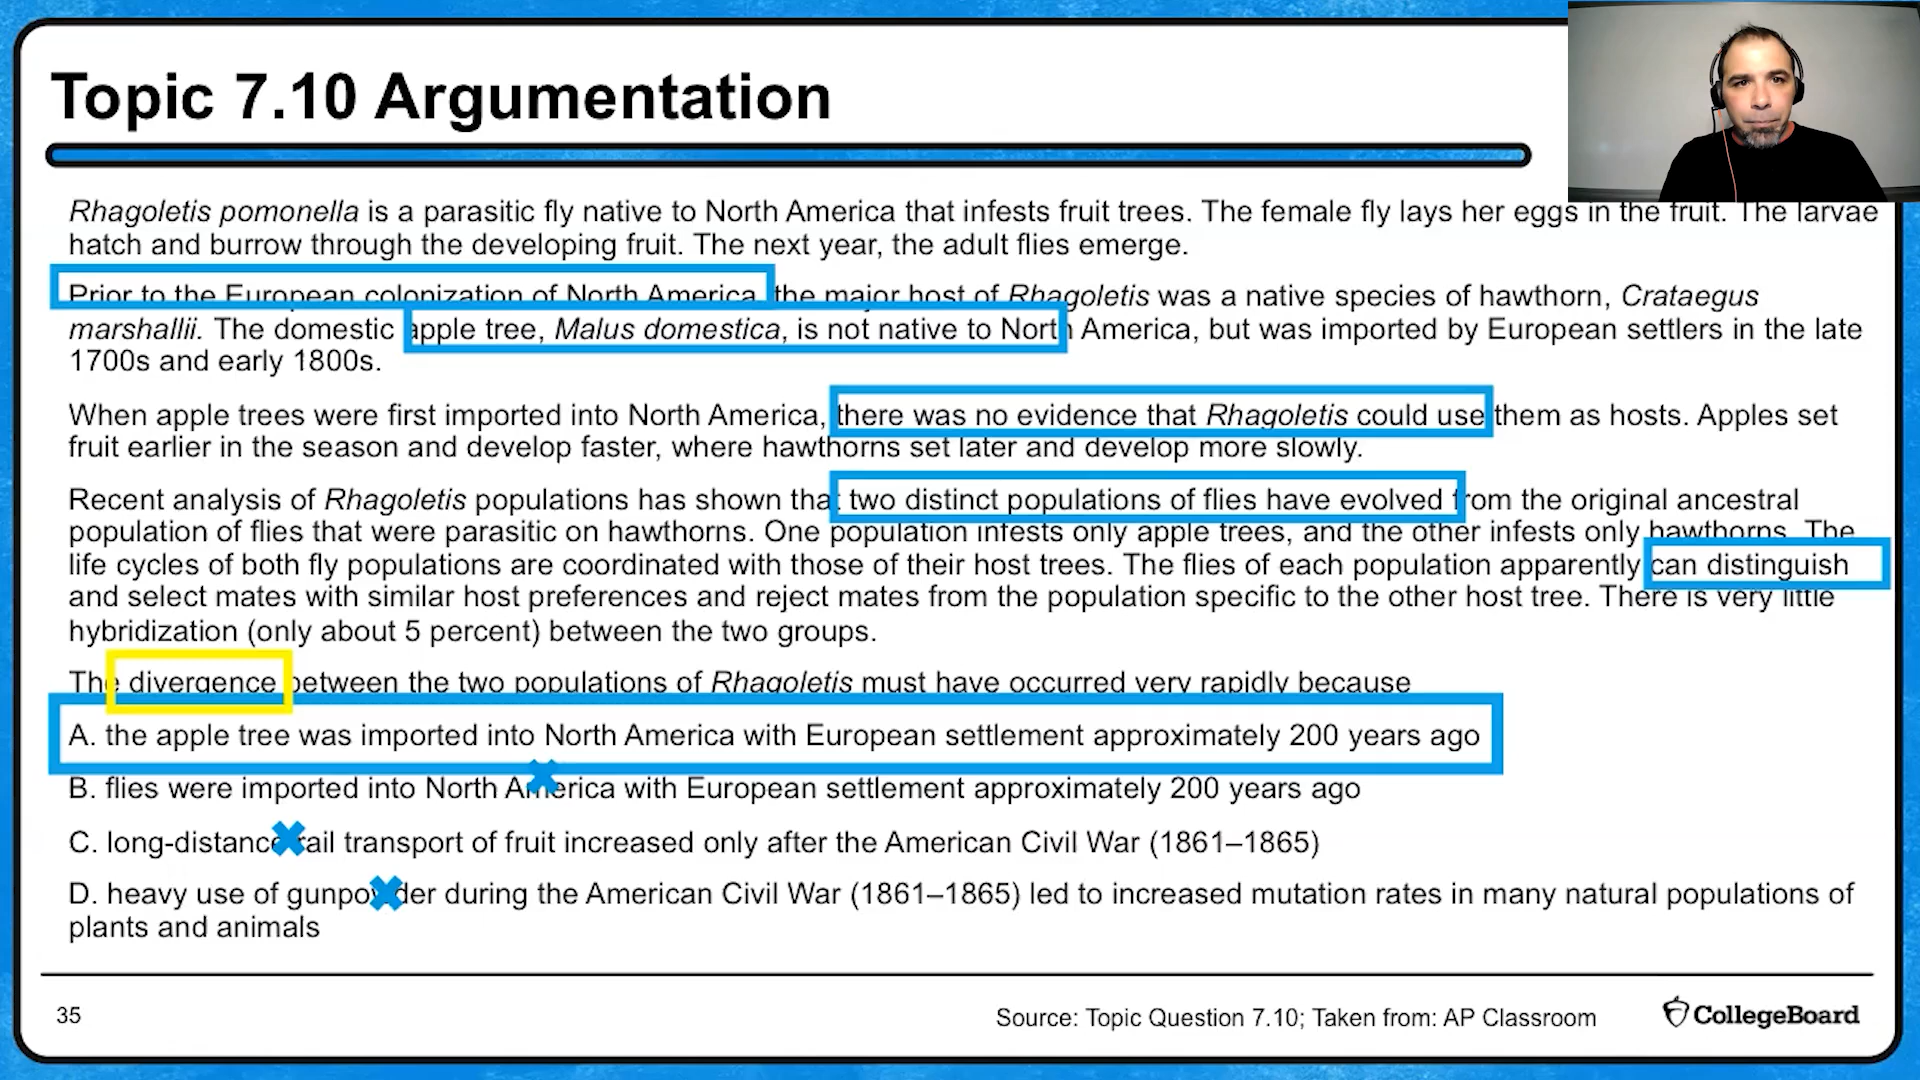 Topic 7.10 Argumentation
Rhagoletis pomonella is a parasitic fly native to North America that infests fruit trees. The female fly lays her eggs in the fruit. The larvae
hatch and burrow through the developing fruit. The next year, the adult flies emerge.
Prior to the European colonization of North America, the major host of Rhagoletis was a native species of hawthorn, Crataegus
marshallii. The domestic apple tree, Malus domestica, is not native to North America, but was imported by European settlers in the late
1700s and early 1800s.
When apple trees were first imported into North America, there was no evidence that Rhagoletis could use them as hosts. Apples set
fruit earlier in the season and develop faster, where hawthorns set later and develop more slowly.
Recent analysis of Rhagoletis populations has shown that two distinct populations of flies have evolved from the original ancestral
population of flies that were parasitic on hawthorns. One population infests only apple trees, and the other infests only hawthorns. The
life cycles of both fly populations are coordinated with those of their host trees. The flies of each population apparently can distinguish
and select mates with similar host preferences and reject mates from the population specific to the other host tree. There is very little
hybridization (only about 5 percent) between the two groups.
The divergence between the two populations of Rhagoletis must have occurred very rapidly because
A. the apple tree was imported into North America with European settlement approximately 200 years ago
B. flies were imported into North America with European settlement approximately 200 years ago
C. long-distance rail transport of fruit increased only after the American Civil War (1861–1865)
D. heavy use of gunpowder during the American Civil War (1861–1865) led to increased mutation rates in many natural populations of
plants and animals
35
Source: Topic Question 7.10; Taken from: AP Classroom
CollegeBoard